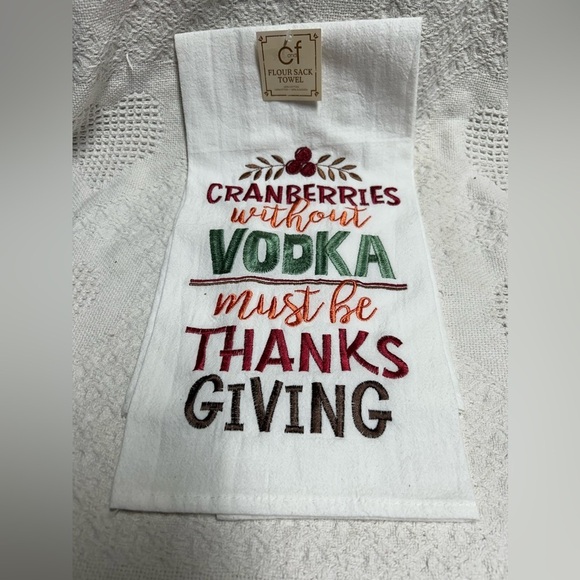 Cf
FLOUR SACK
TOWEL
CRANBERRIES
without
VODKA
must be
THANKS
GIVING